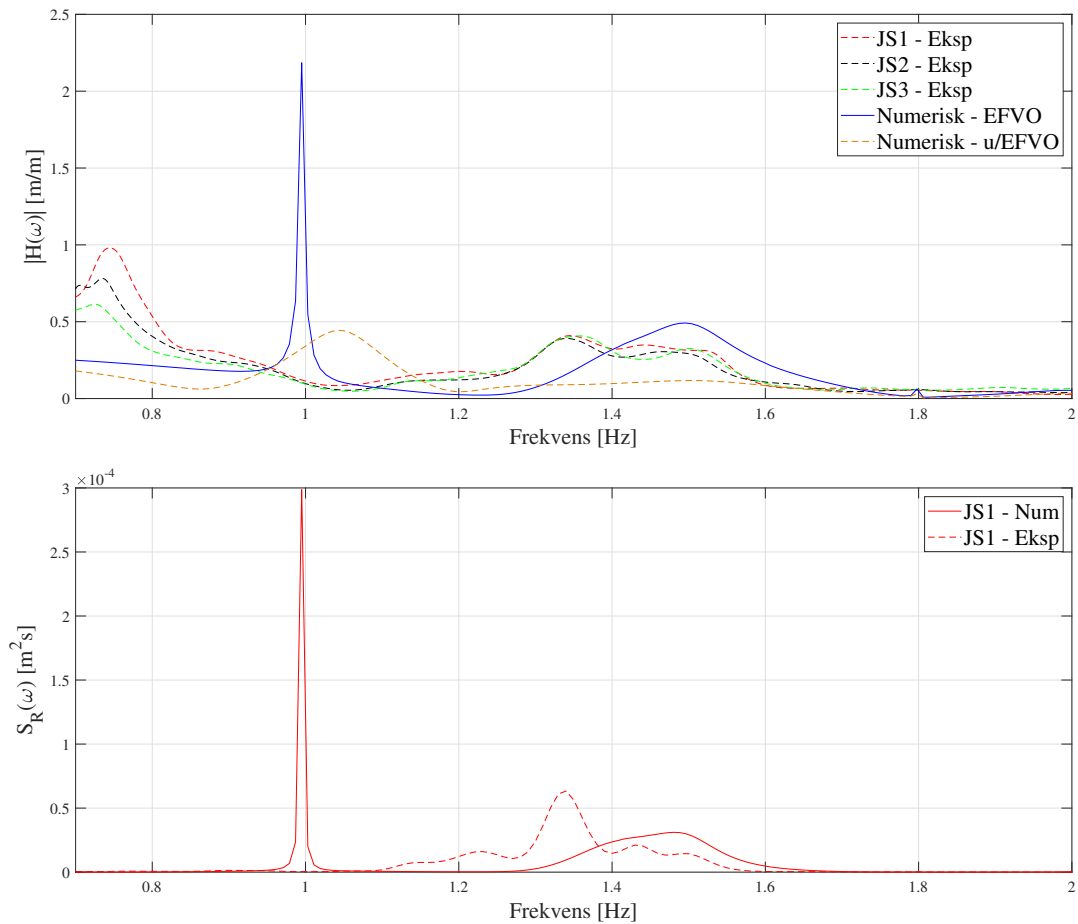 2.5
2
1.5
1
0.5
0
|H(ω)| [m/m]
JS1 - Eksp
JS2 - Eksp
JS3 - Eksp
Numerisk - EFVO
Numerisk - u/EFVO
0.8
1
1.2
1.4
1.6
1.8
2
Frekvens [Hz]
×10⁻⁴
3
2.5
2
1.5
1
0.5
0
S_R(ω) [m²s]
JS1 - Num
JS1 - Eksp
0.8
1
1.2
1.4
1.6
1.8
2
Frekvens [Hz]